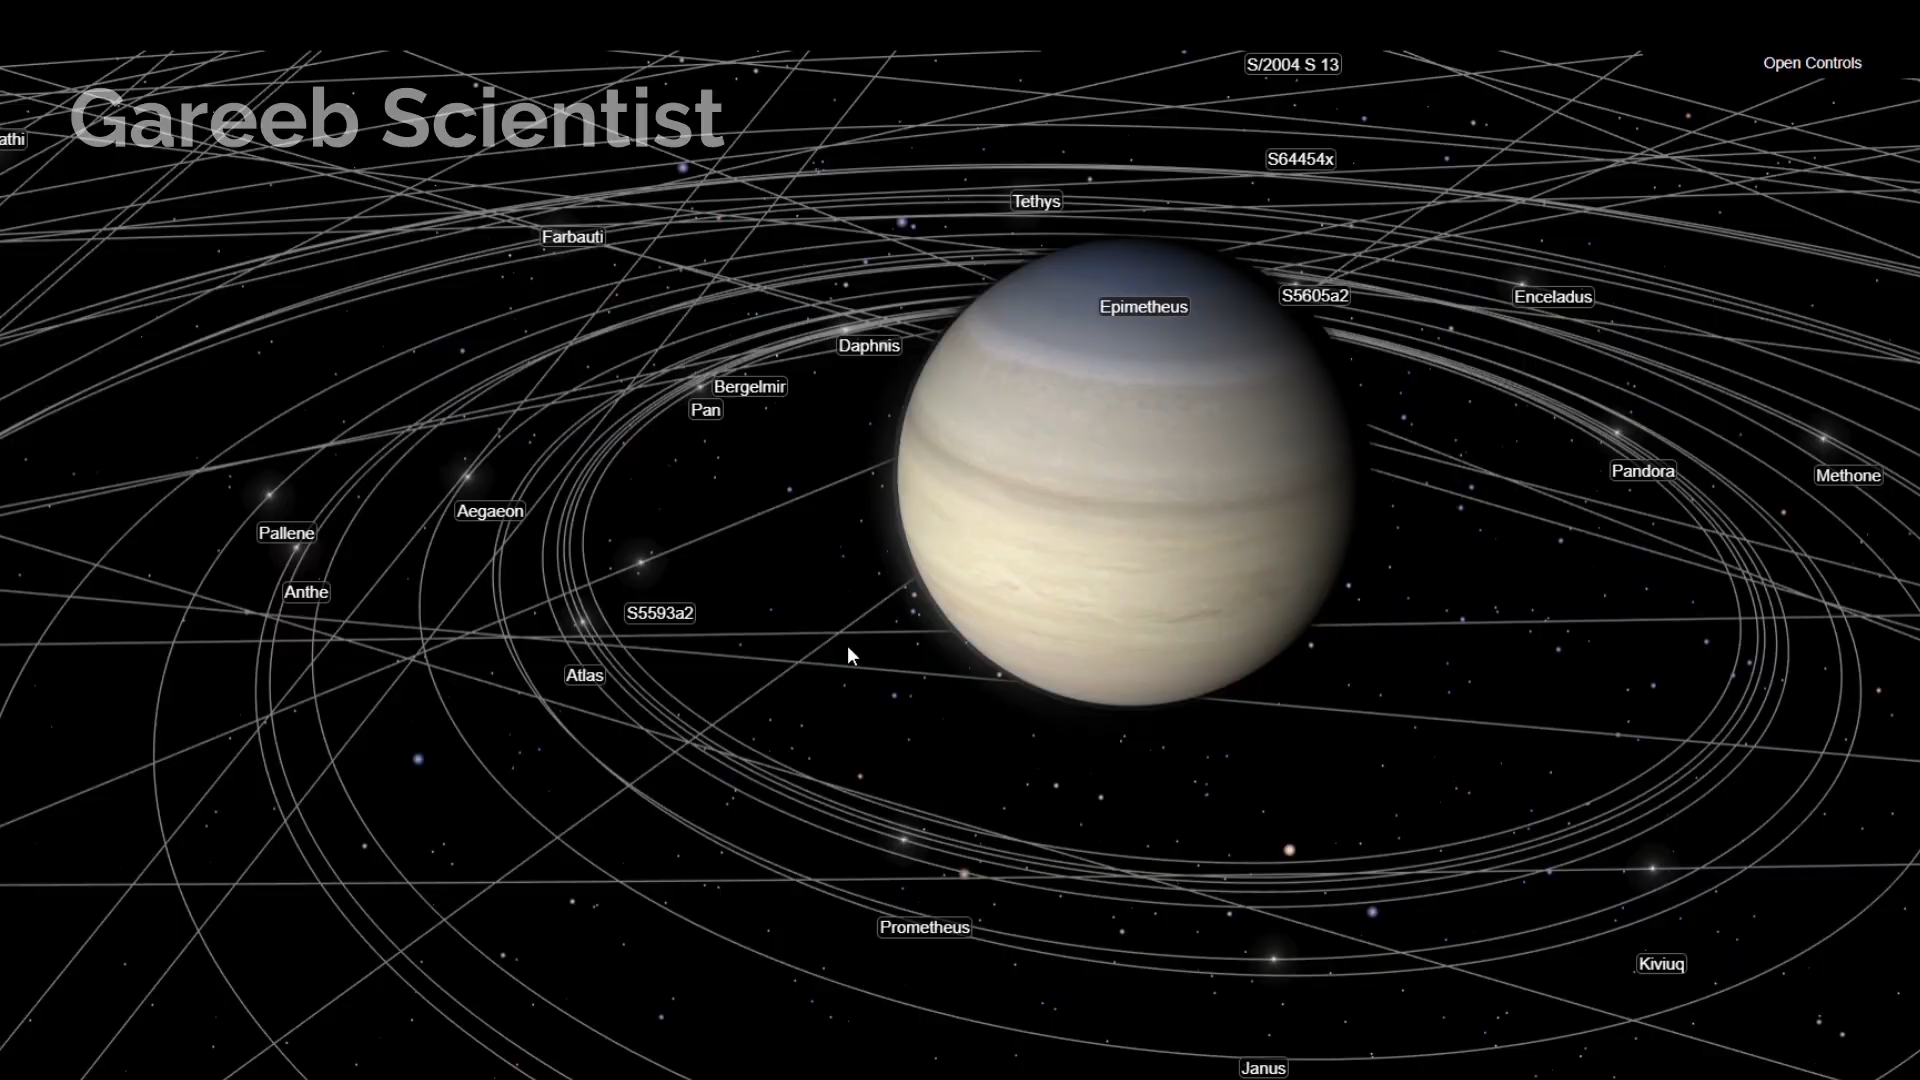 S/2004 S 13
Open Controls
Gareeb Scientist
athi
S64454x
Tethys
Farbauti
S5605a2
Enceladus
Epimetheus
Daphnis
Bergelmir
Pan
Pandora
Methone
Aegaeon
Pallene
Anthe
S5593a2
Atlas
Prometheus
Kiviuq
Janus